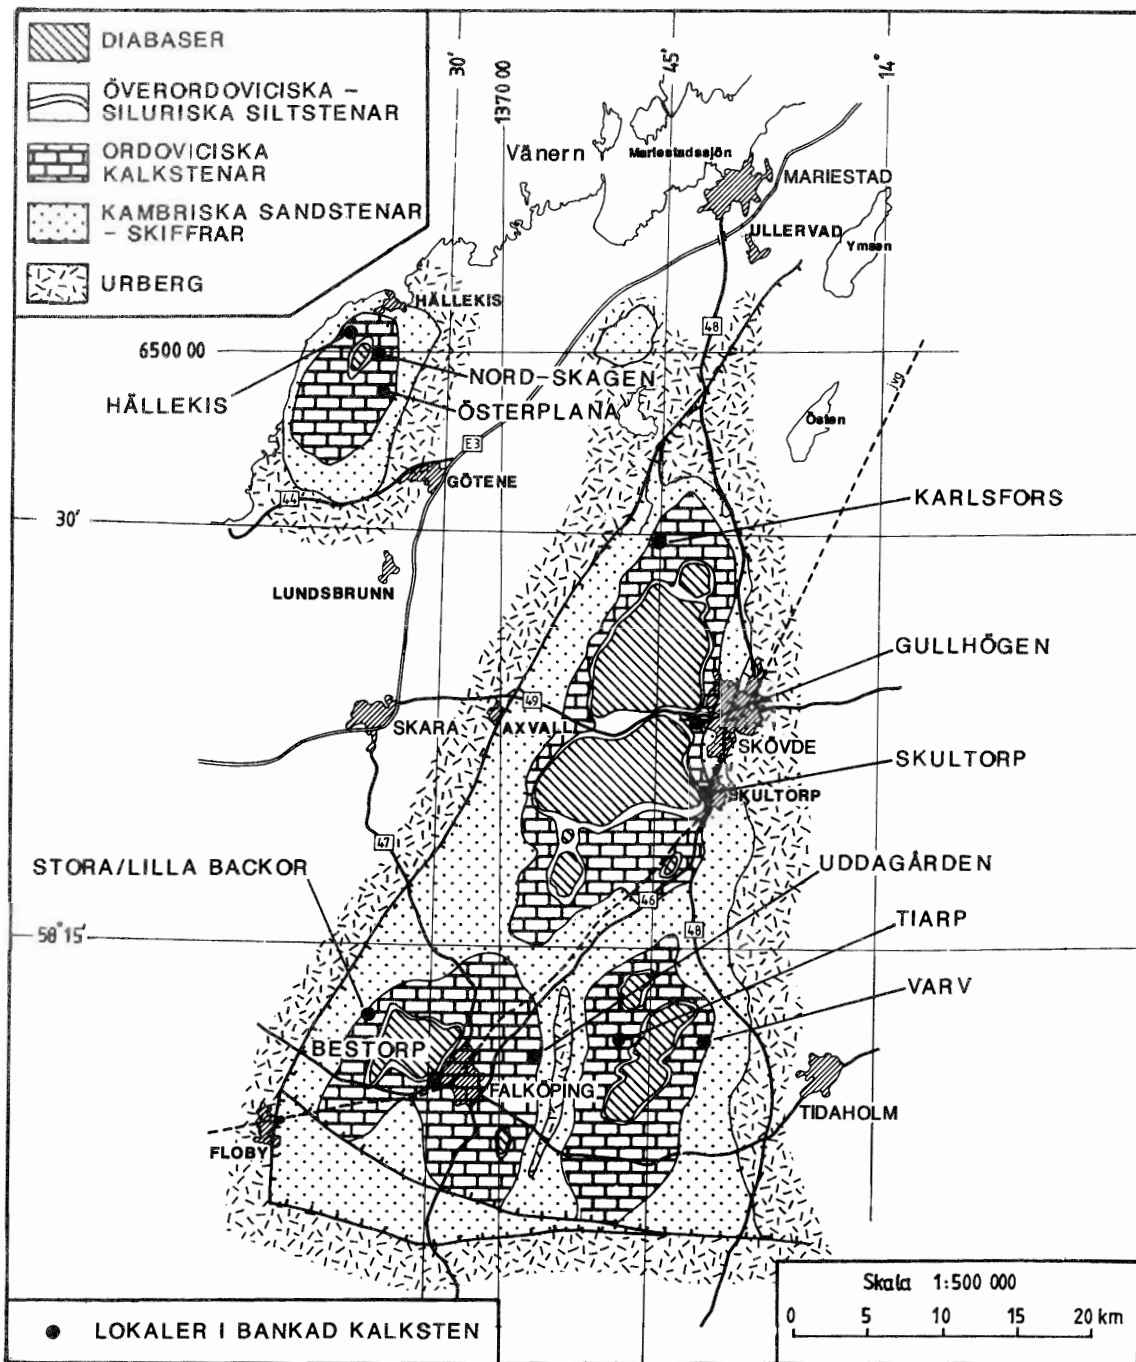 DIABASER
ÖVERORDOVICISKA –
SILURISKA SILTSTENAR
ORDOVICISKA
KALKSTENAR
KAMBRISKA SANDSTENAR
– SKIFFRAR
URBERG
30'
1370 00
45'
14°
Vänern
Mariestadssjön
MARIESTAD
ULLERVAD
Ymsen
HÄLLEKIS
48
6500 00
NORD-SKAGEN
HÄLLEKIS
ÖSTERPLANA
jvg
Östen
E3
GÖTENE
44
KARLSFORS
30'
LUNDSBRUNN
GULLHÖGEN
49
SKARA
AXVALL
SKÖVDE
SKULTORP
SKULTORP
47
STORA/LILLA BACKOR
UDDAGÅRDEN
46
TIARP
48
58°15'
VARV
BESTORP
FALKÖPING
TIDAHOLM
FLOBY
Skala 1:500 000
0 5 10 15 20 km
LOKALER I BANKAD KALKSTEN